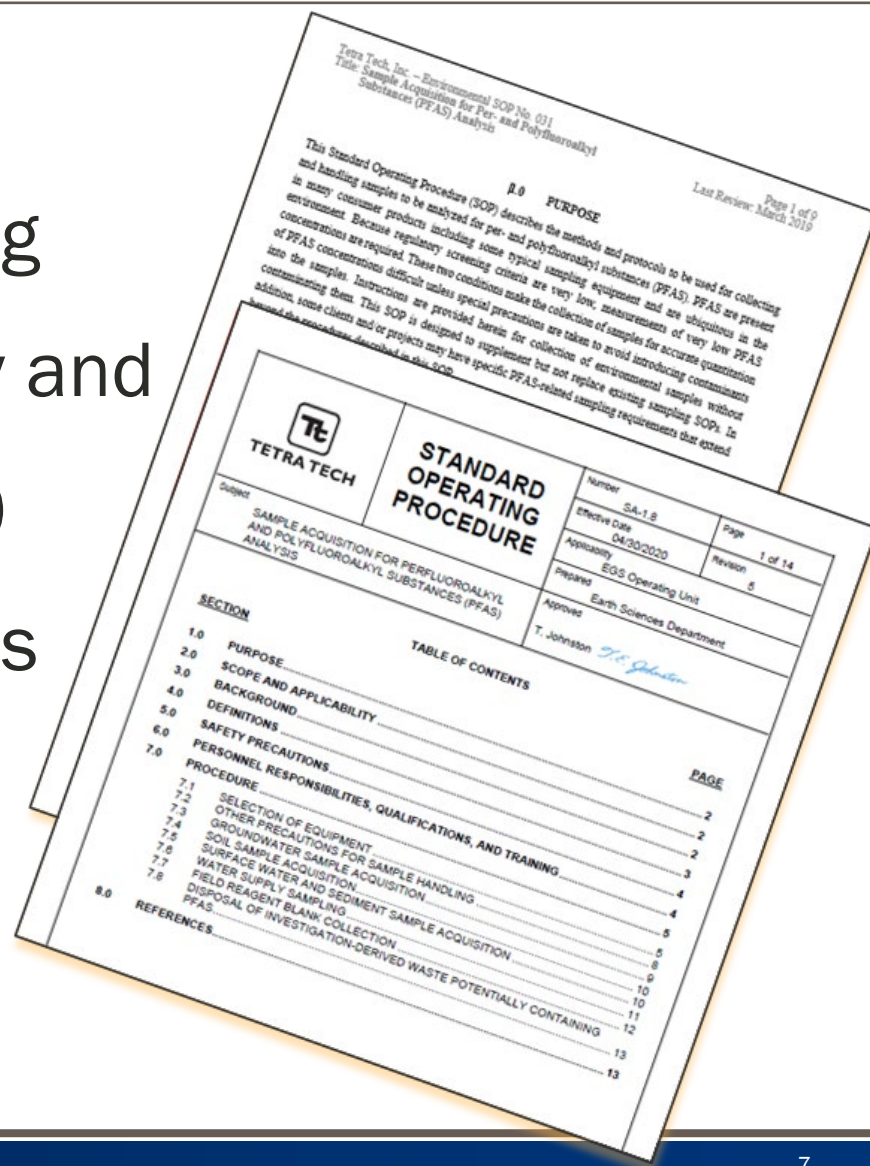 g
and
)
s
Tetra Tech, Inc. – Environmental SOP No. 031
Title: Sample Acquisition for Per- and Polyfluoroalkyl
Substances (PFAS) Analysis
Page 1 of 9
Last Review: March 2019
1.0 PURPOSE
This Standard Operating Procedure (SOP) describes the methods and protocols to be used for collecting
and handling samples to be analyzed for per- and polyfluoroalkyl substances (PFAS). PFAS are present
in many consumer products including some typical sampling equipment and are ubiquitous in the
environment. Because regulatory screening criteria are very low, measurements of very low PFAS
concentrations are required. These two conditions make the collection of samples for accurate quantitation
of PFAS concentrations difficult unless special precautions are taken to avoid introducing contaminants
into the samples. Instructions are provided herein for collection of environmental samples without
contaminating them. This SOP is designed to supplement but not replace existing sampling SOPs. In
addition, some clients and or projects may have specific PFAS-related sampling requirements that extend
beyond the procedures described in this SOP.
Tt
TETRA TECH
STANDARD
OPERATING
PROCEDURE
Number
SA-1.8
Page
1 of 14
Effective Date
04/30/2020
Revision
5
Applicability
EGS Operating Unit
Prepared
Earth Sciences Department
Subject
SAMPLE ACQUISITION FOR PERFLUOROALKYL
AND POLYFLUOROALKYL SUBSTANCES (PFAS)
ANALYSIS
Approved
T. Johnston T.E. Johnston
TABLE OF CONTENTS
SECTION PAGE
1.0 PURPOSE 2
2.0 SCOPE AND APPLICABILITY 2
3.0 BACKGROUND 2
4.0 DEFINITIONS 3
5.0 SAFETY PRECAUTIONS 4
6.0 PERSONNEL RESPONSIBILITIES, QUALIFICATIONS, AND TRAINING 4
7.0 PROCEDURE 5
7.1 SELECTION OF EQUIPMENT 5
7.2 OTHER PRECAUTIONS FOR SAMPLE HANDLING 8
7.3 GROUNDWATER SAMPLE ACQUISITION 9
7.4 SOIL SAMPLE ACQUISITION 10
7.5 SURFACE WATER AND SEDIMENT SAMPLE ACQUISITION 10
7.6 WATER SUPPLY SAMPLING 11
7.7 FIELD REAGENT BLANK COLLECTION 12
7.8 DISPOSAL OF INVESTIGATION-DERIVED WASTE POTENTIALLY CONTAINING
PFAS 13
8.0 REFERENCES 13
7